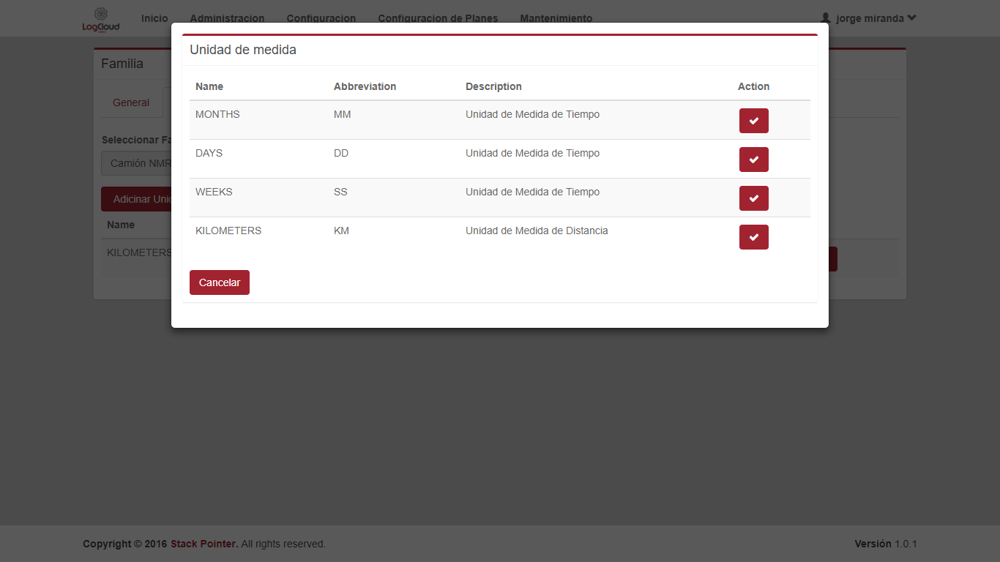 LogCloud
Inicio Administracion Configuracion Configuracion de Planes Mantenimiento jorge miranda
Unidad de medida
Name Abbreviation Description Action
MONTHS MM Unidad de Medida de Tiempo
DAYS DD Unidad de Medida de Tiempo
WEEKS SS Unidad de Medida de Tiempo
KILOMETERS KM Unidad de Medida de Distancia
Cancelar
Familia
General
Seleccionar Fa
Camión NMR
Adicinar Unid
Name
KILOMETERS
Copyright © 2016 Stack Pointer. All rights reserved. Versión 1.0.1